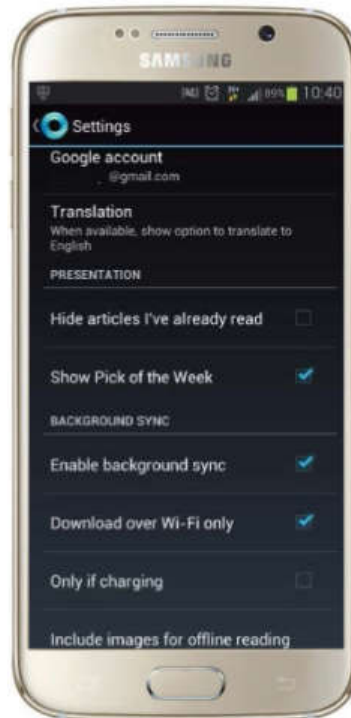 SAMSUNG
89% 10:40
Settings
Google account
@gmail.com
Translation
When available, show option to translate to
English
PRESENTATION
Hide articles I've already read
Show Pick of the Week
BACKGROUND SYNC
Enable background sync
Download over Wi-Fi only
Only if charging
Include images for offline reading